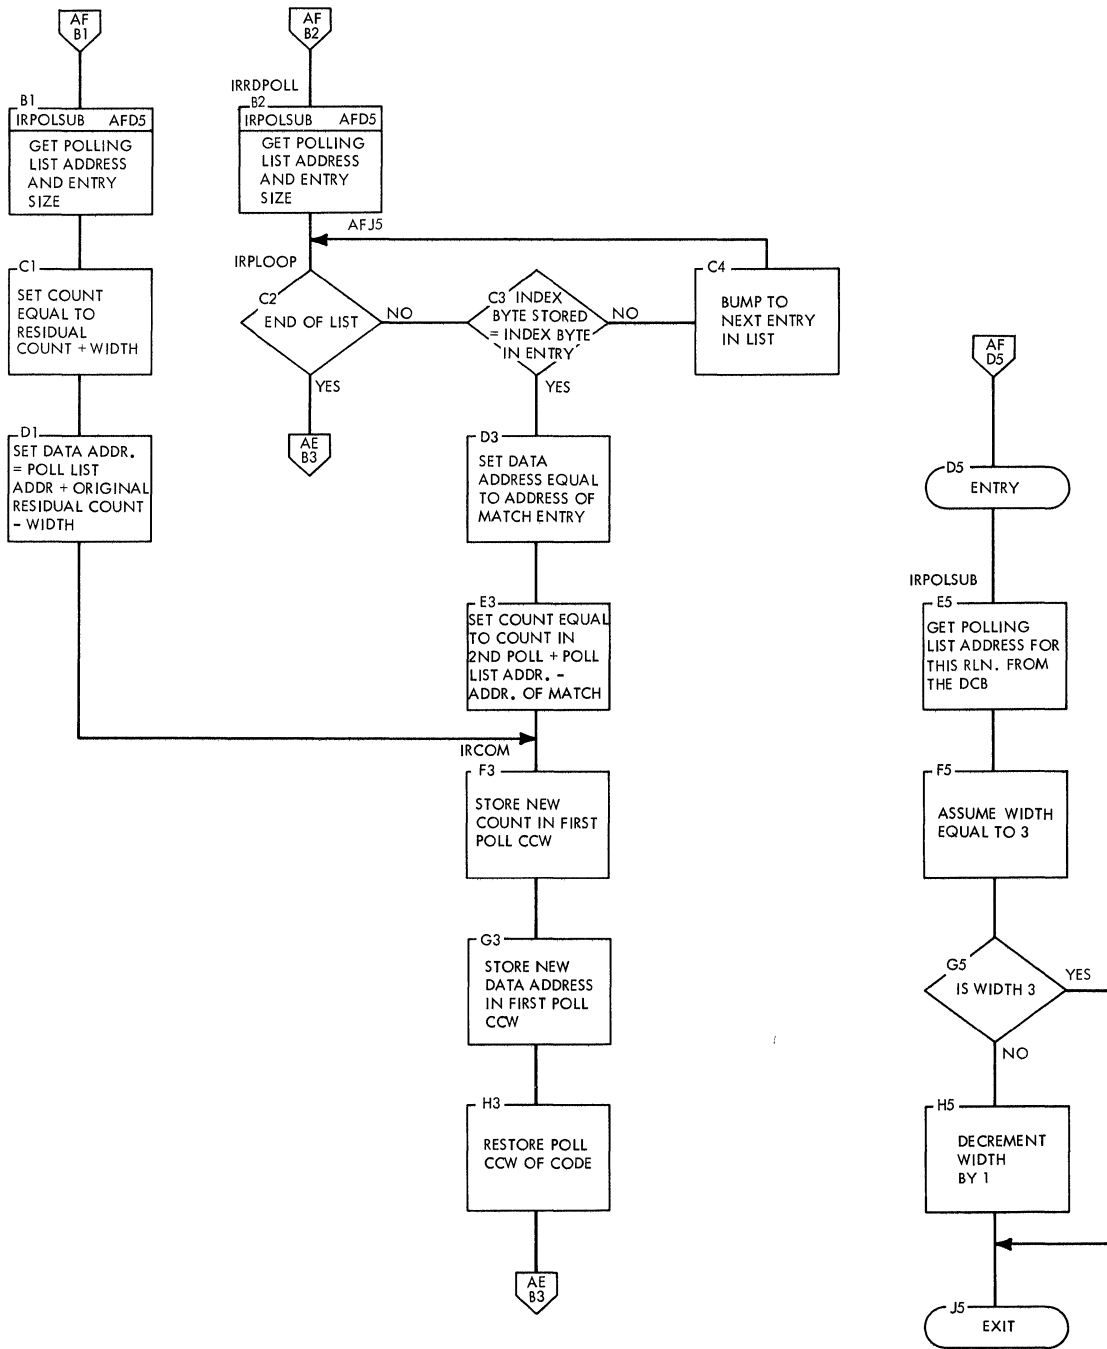 AF
B1
B1
IRPOLSUB AFD5
GET POLLING
LIST ADDRESS
AND ENTRY
SIZE
C1
SET COUNT
EQUAL TO
RESIDUAL
COUNT + WIDTH
D1
SET DATA ADDR.
= POLL LIST
ADDR + ORIGINAL
RESIDUAL COUNT
- WIDTH
AF
B2
IRRDPOLL
B2
IRPOLSUB AFD5
GET POLLING
LIST ADDRESS
AND ENTRY
SIZE
AFJ5
IRPLOOP
C2
END OF LIST
NO
YES
AE
B3
C3 INDEX
BYTE STORED
= INDEX BYTE
IN ENTRY
NO
YES
C4
BUMP TO
NEXT ENTRY
IN LIST
D3
SET DATA
ADDRESS EQUAL
TO ADDRESS OF
MATCH ENTRY
E3
SET COUNT EQUAL
TO COUNT IN
2ND POLL + POLL
LIST ADDR. -
ADDR. OF MATCH
IRCOM
F3
STORE NEW
COUNT IN FIRST
POLL CCW
G3
STORE NEW
DATA ADDRESS
IN FIRST POLL
CCW
H3
RESTORE POLL
CCW OF CODE
AE
B3
AF
D5
D5
ENTRY
IRPOLSUB
E5
GET POLLING
LIST ADDRESS FOR
THIS RLN. FROM
THE DCB
F5
ASSUME WIDTH
EQUAL TO 3
G5
IS WIDTH 3
YES
NO
H5
DECREMENT
WIDTH
BY 1
J5
EXIT